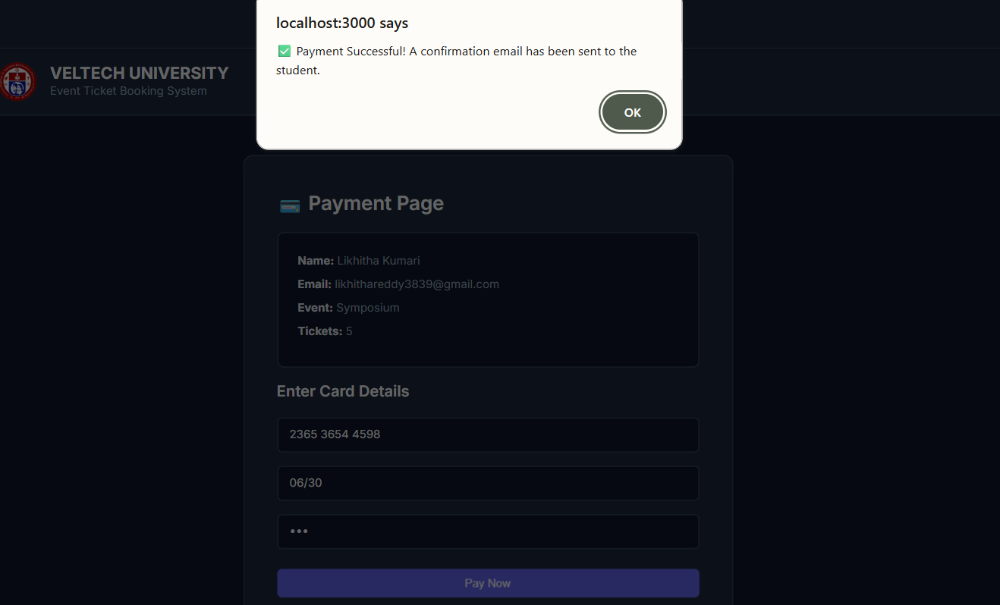 localhost:3000 says
✅ Payment Successful! A confirmation email has been sent to the
student.
OK
VELTECH UNIVERSITY
Event Ticket Booking System
💳 Payment Page
Name: Likhitha Kumari
Email: likhithareddy3839@gmail.com
Event: Symposium
Tickets: 5
Enter Card Details
2365 3654 4598
06/30
•••
Pay Now